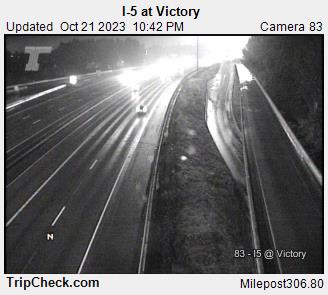 I-5 at Victory
Updated Oct 21 2023 10:42 PM Camera 83
T
N
83 - I5 @ Victory
TripCheck.com Milepost306.80